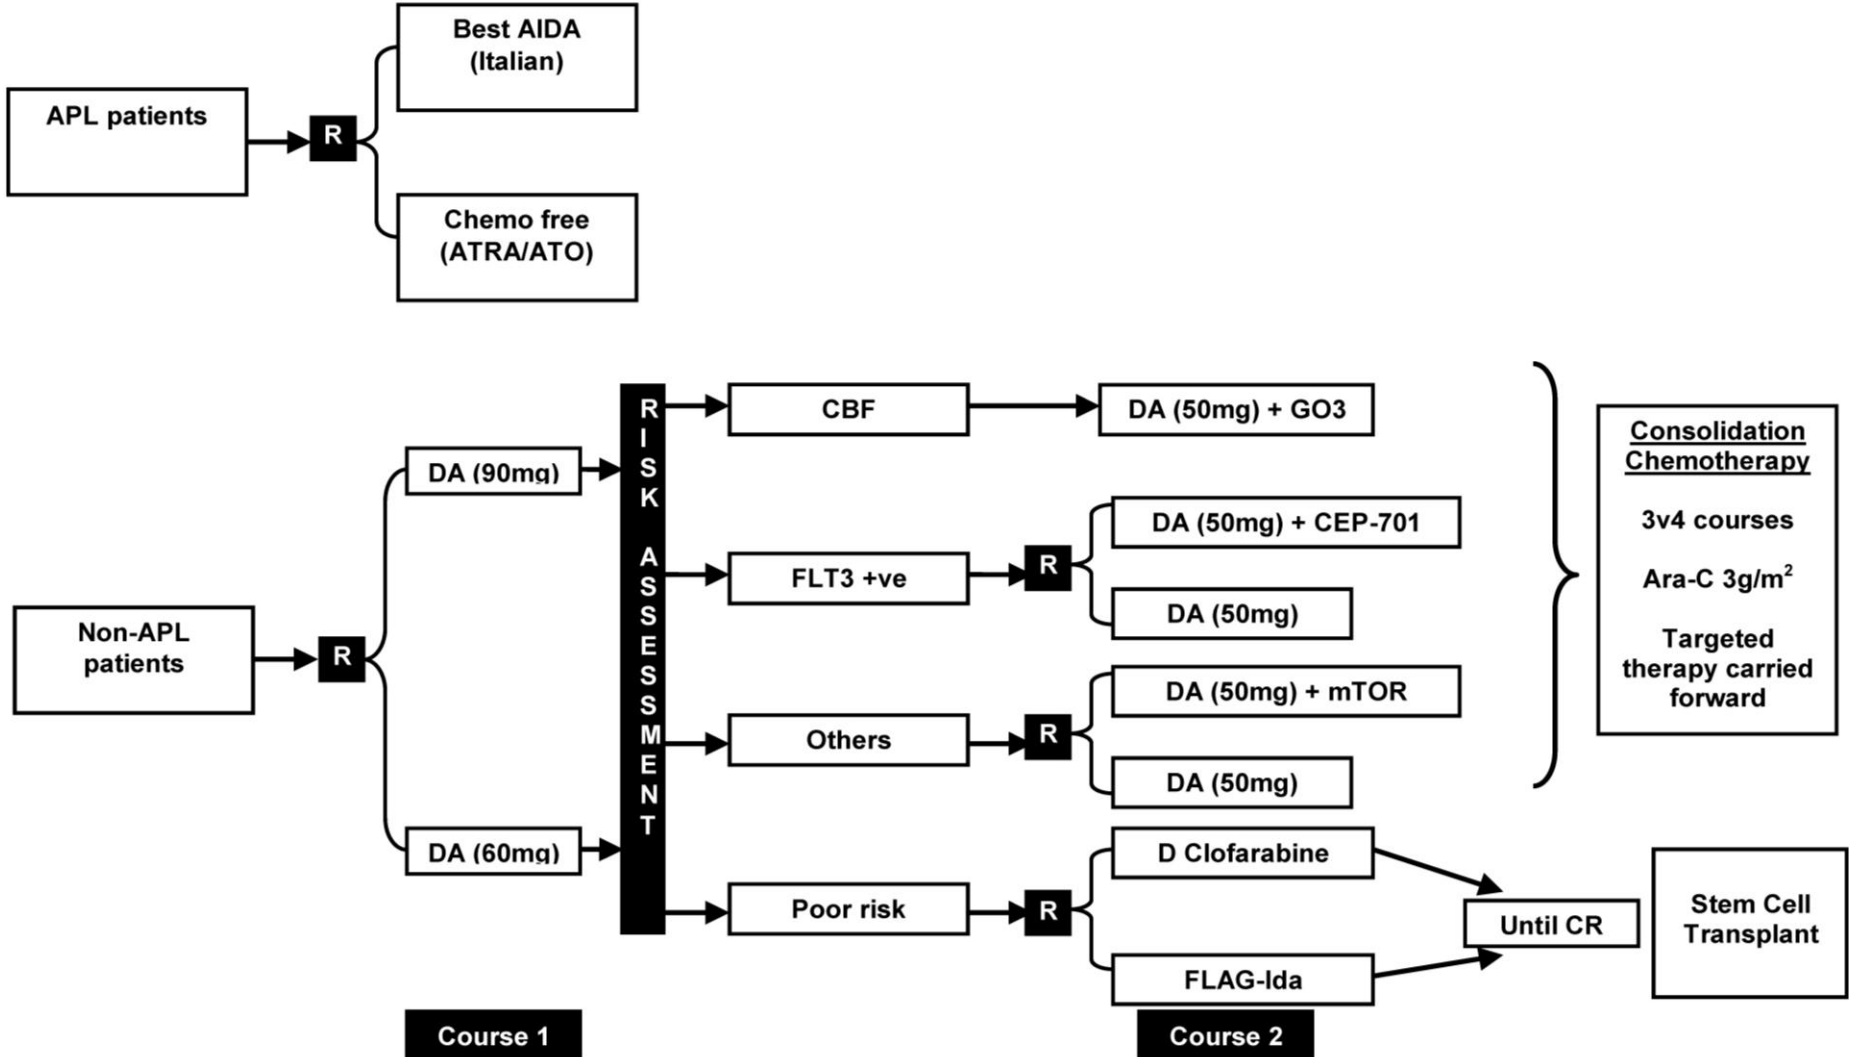 Best AIDA
(Italian)
APL patients
R
Chemo free
(ATRA/ATO)
Non-APL
patients
R
DA (90mg)
DA (60mg)
RISK ASSESSMENT
CBF
DA (50mg) + GO3
FLT3 +ve
R
DA (50mg) + CEP-701
DA (50mg)
Others
R
DA (50mg) + mTOR
DA (50mg)
Poor risk
R
D Clofarabine
FLAG-Ida
Until CR
Consolidation
Chemotherapy
3v4 courses
Ara-C 3g/m²
Targeted
therapy carried
forward
Stem Cell
Transplant
Course 1
Course 2